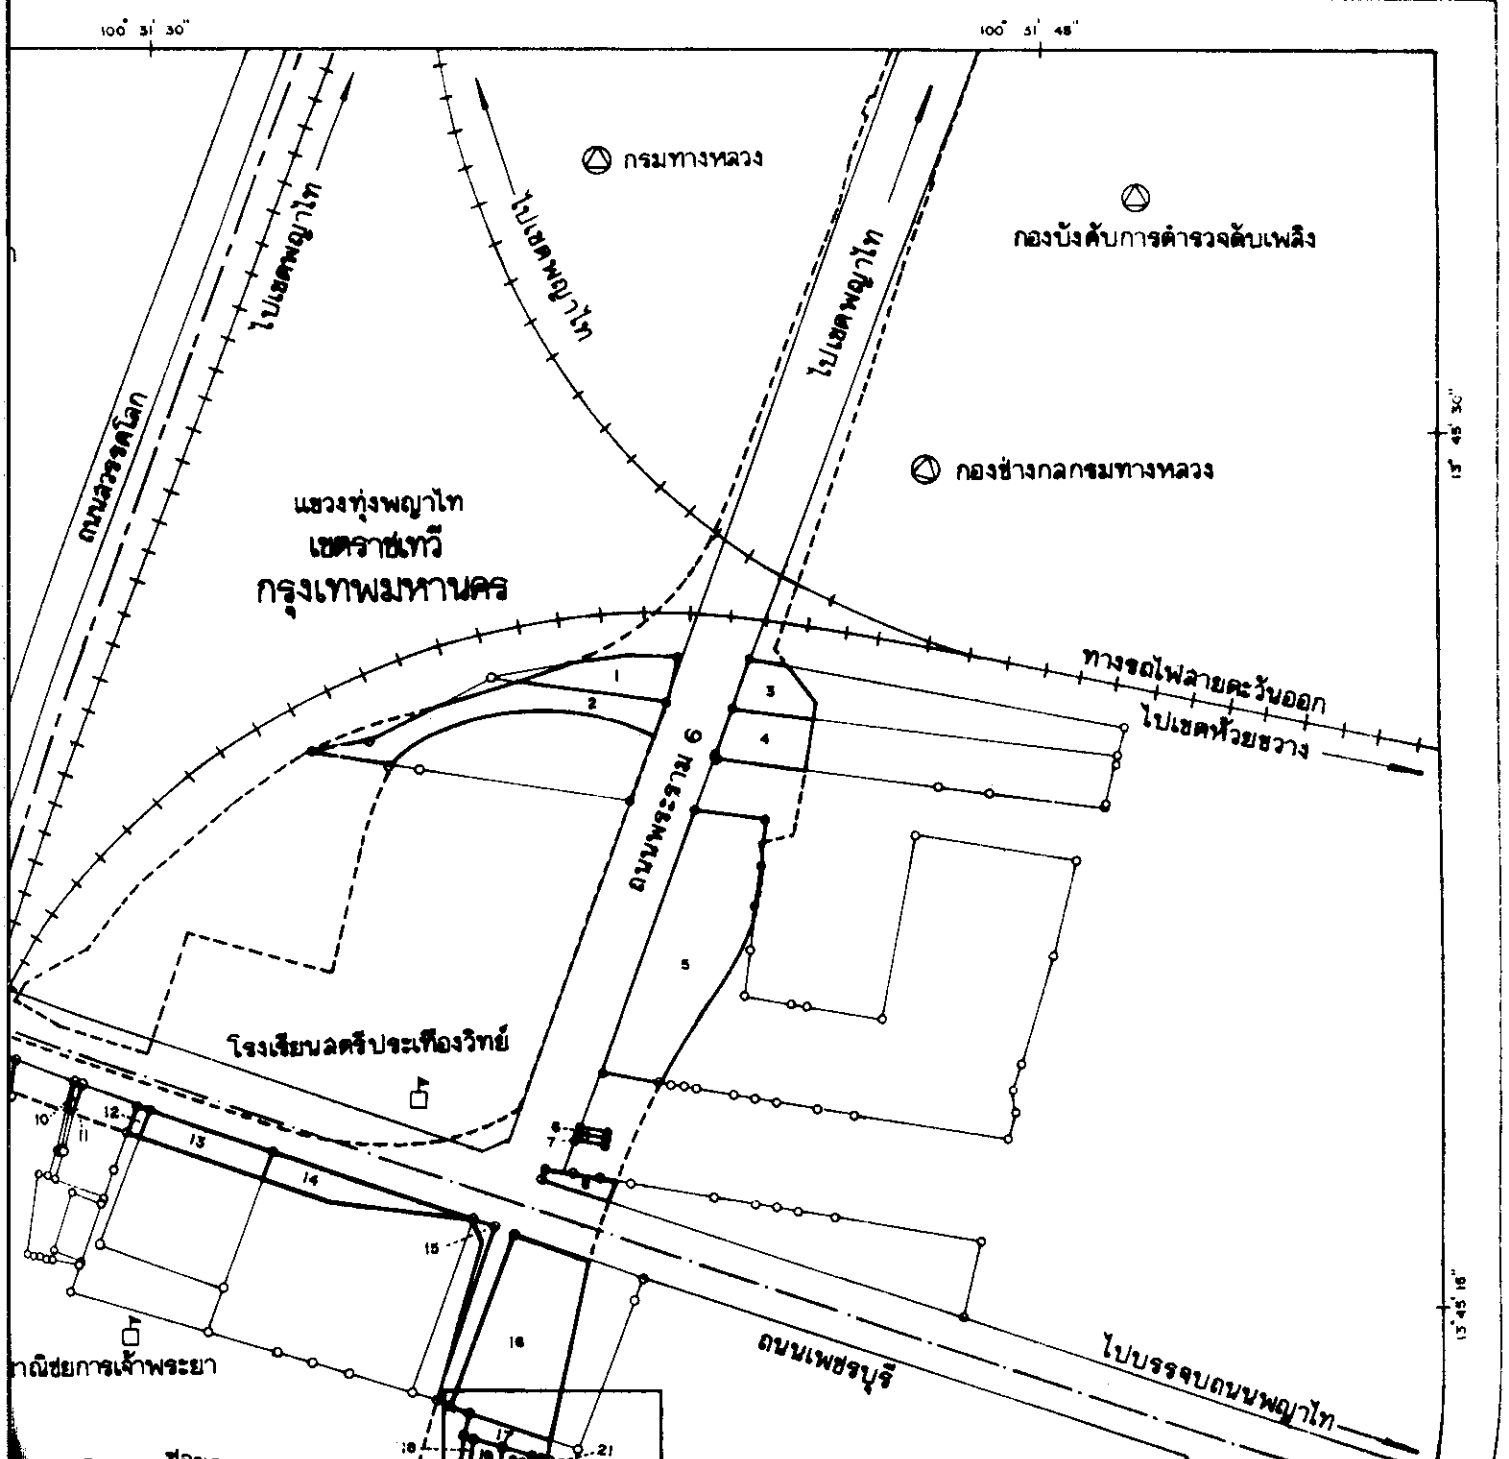 100° 31' 30"
100° 31' 45"
กรมทางหลวง
กองบังคับการตำรวจดับเพลิง
ไปเขตพญาไท
ไปเขตพญาไท
ไปเขตพญาไท
ถนนสวรรคโลก
13° 45' 30"
กองช่างกลกรมทางหลวง
แขวงทุ่งพญาไท
เขตราชเทวี
กรุงเทพมหานคร
ทางรถไฟสายตะวันออก
ไปเขตห้วยขวาง
1
2
3
4
ถนนพระราม 6
5
โรงเรียนสตรีประเทืองวิทย์
6
7
8
10
11
12
13
14
15
16
13° 45' 15"
ถนนเพชรบุรี
ไปบรรจบถนนพญาไท
าณิชยการเจ้าพระยา
17
18
19
21